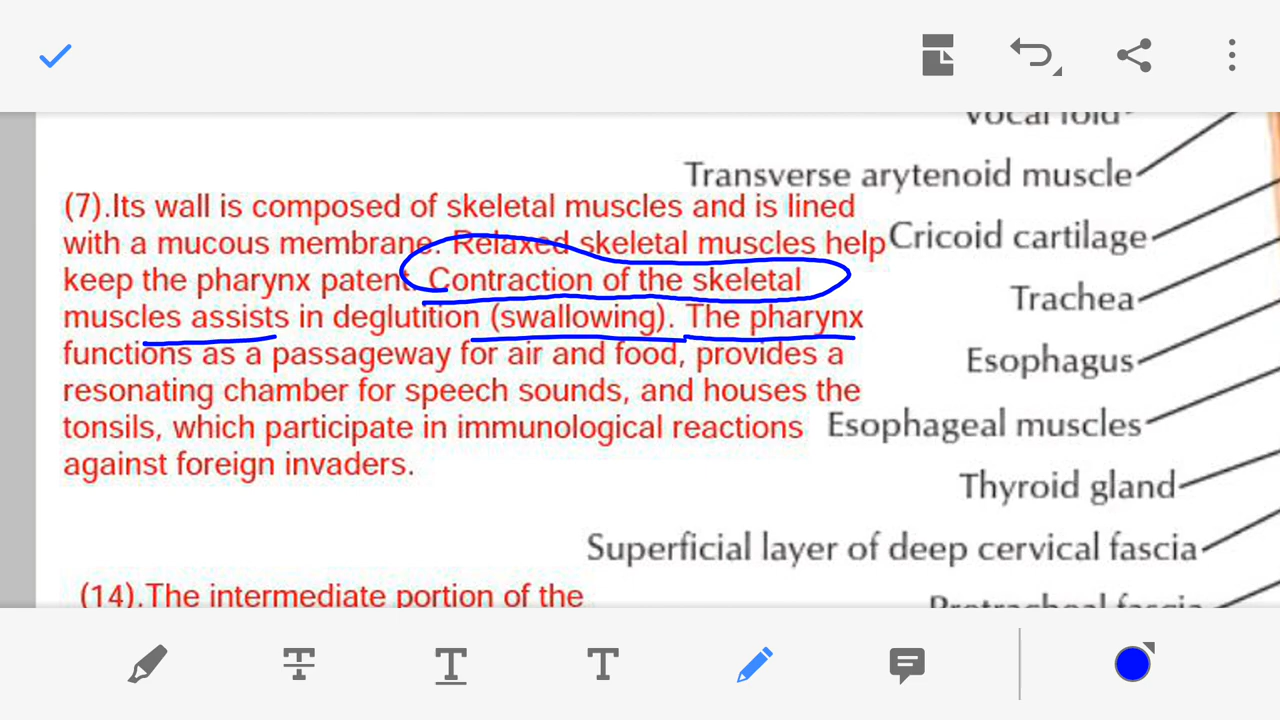 Vocal fold
Transverse arytenoid muscle
(7).Its wall is composed of skeletal muscles and is lined
with a mucous membrane. Relaxed skeletal muscles help
keep the pharynx patent. Contraction of the skeletal
muscles assists in deglutition (swallowing). The pharynx
functions as a passageway for air and food, provides a
resonating chamber for speech sounds, and houses the
tonsils, which participate in immunological reactions
against foreign invaders.
Cricoid cartilage
Trachea
Esophagus
Esophageal muscles
Thyroid gland
Superficial layer of deep cervical fascia
(14).The intermediate portion of the
Pretracheal fascia
T
T
T